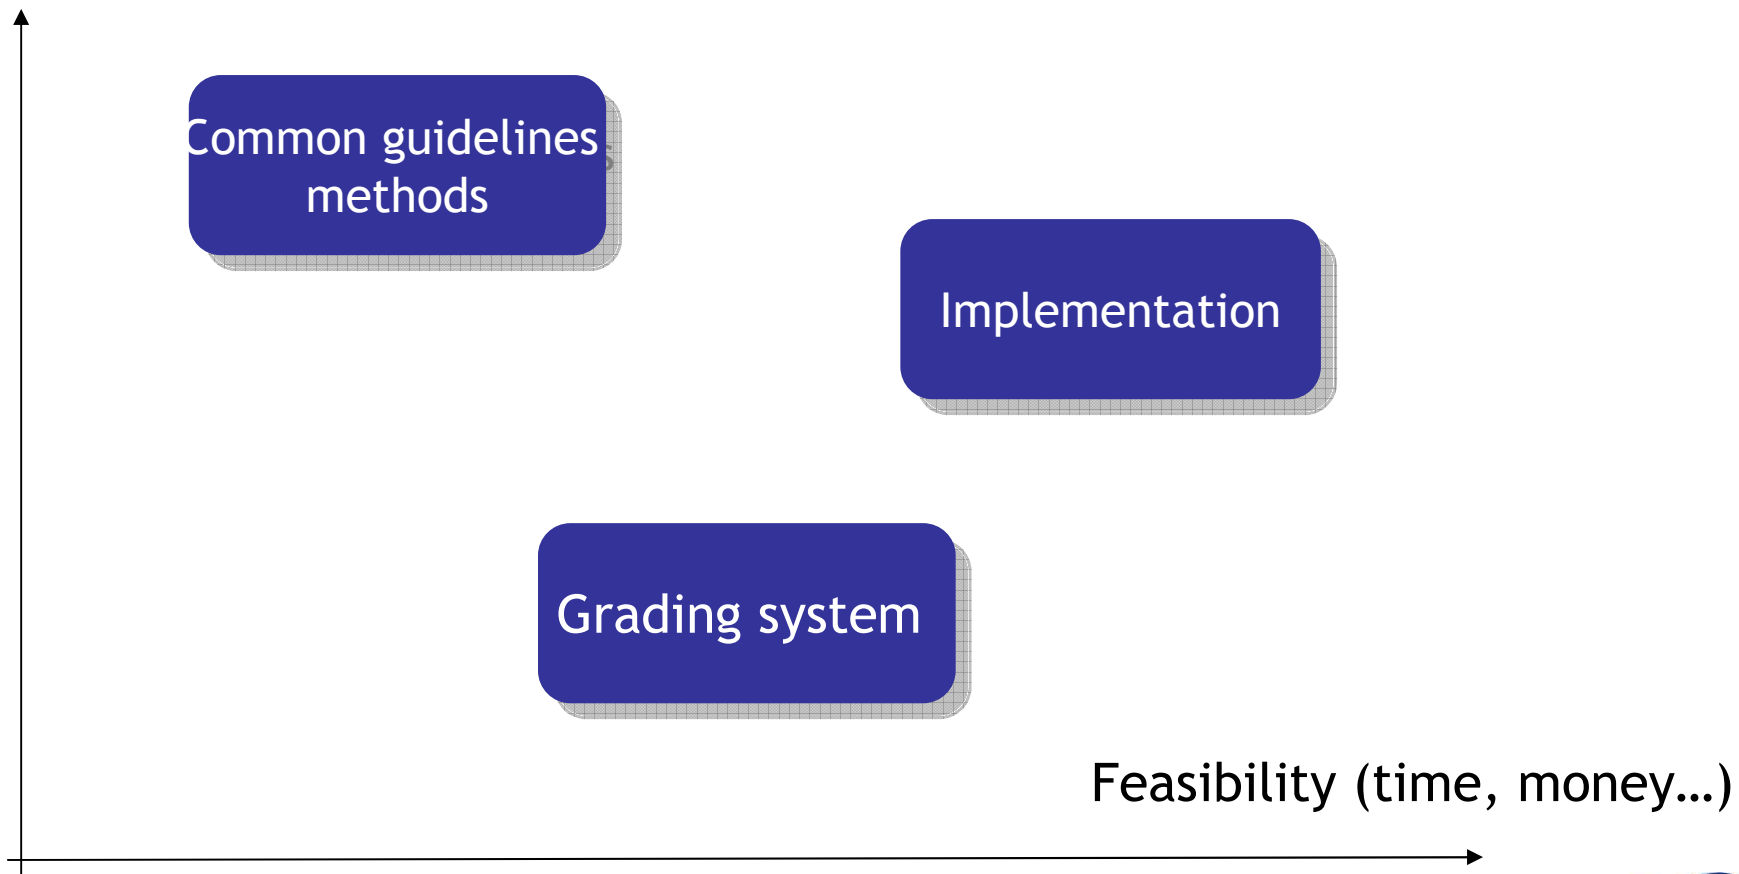 Common guidelines
methods
Implementation
Grading system
Feasibility (time, money…)